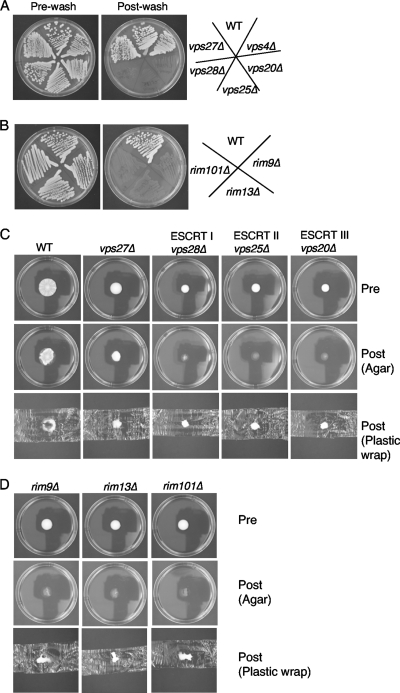 A
Pre-wash Post-wash
WT
vps27Δ vps4Δ
vps28Δ vps20Δ
vps25Δ
B
WT
rim101Δ rim9Δ
rim13Δ
C
ESCRT I ESCRT II ESCRT III
WT vps27Δ vps28Δ vps25Δ vps20Δ
Pre
Post
(Agar)
Post
(Plastic
wrap)
D
rim9Δ rim13Δ rim101Δ
Pre
Post
(Agar)
Post
(Plastic wrap)